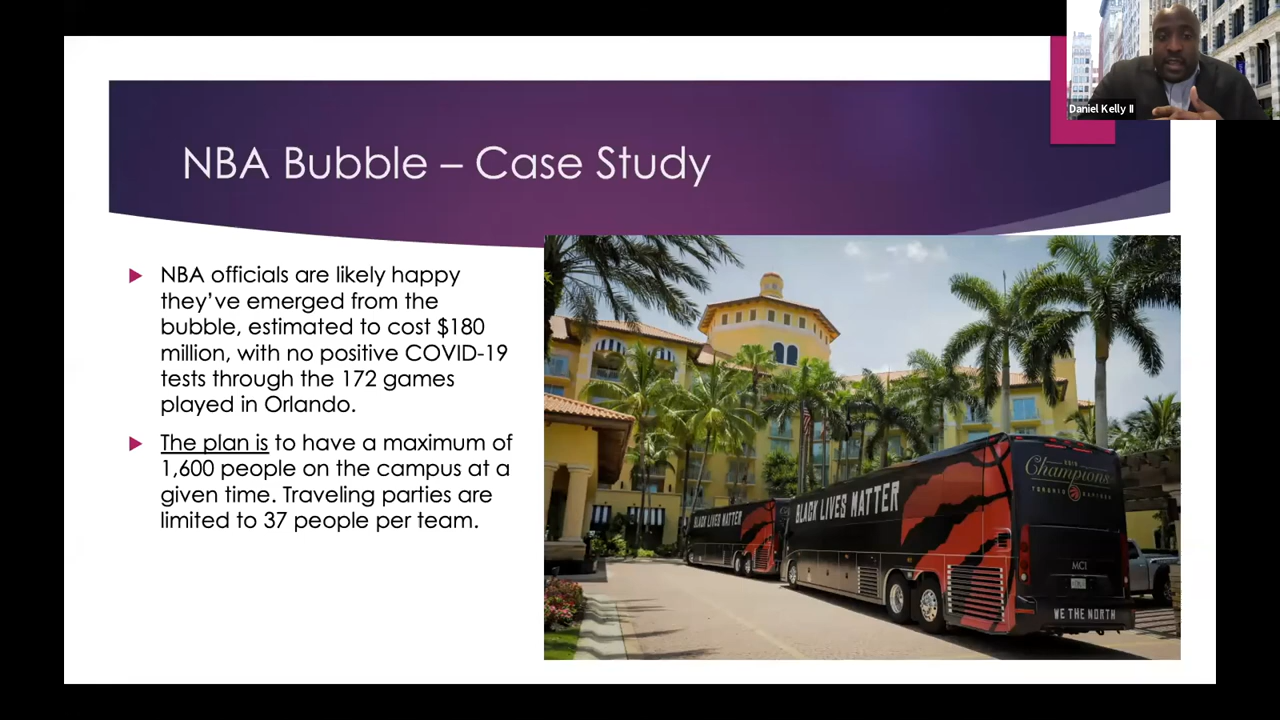 Daniel Kelly II
NBA Bubble – Case Study
NBA officials are likely happy
they've emerged from the
bubble, estimated to cost $180
million, with no positive COVID-19
tests through the 172 games
played in Orlando.
The plan is to have a maximum of
1,600 people on the campus at a
given time. Traveling parties are
limited to 37 people per team.
BLACK LIVES MATTER
BLACK LIVES MATTER
2019
Champions
TORONTO RAPTORS
MCI
WE THE NORTH